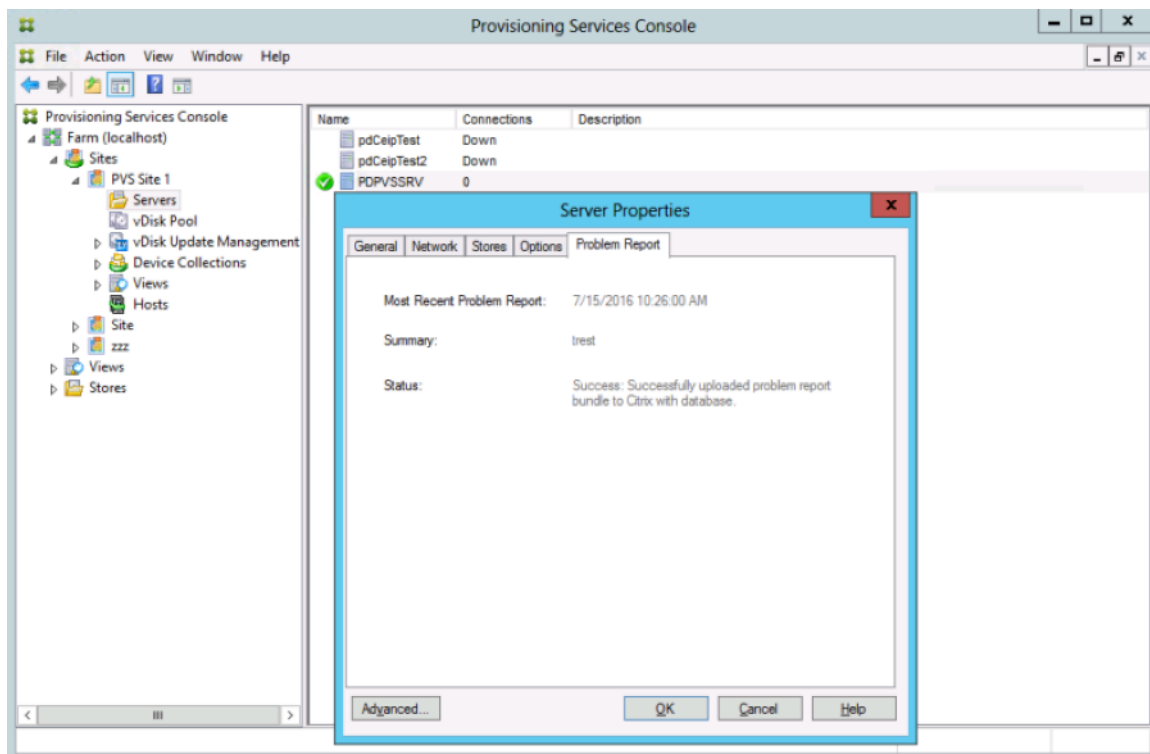 Provisioning Services Console
File Action View Window Help
Provisioning Services Console
Farm (localhost)
Sites
PVS Site 1
Servers
vDisk Pool
vDisk Update Management
Device Collections
Views
Hosts
Site
zzz
Views
Stores
Name Connections Description
pdCeipTest Down
pdCeipTest2 Down
PDPVSSRV 0
Server Properties
General Network Stores Options Problem Report
Most Recent Problem Report: 7/15/2016 10:26:00 AM
Summary: trest
Status: Success: Successfully uploaded problem report
bundle to Citrix with database.
Advanced... OK Cancel Help